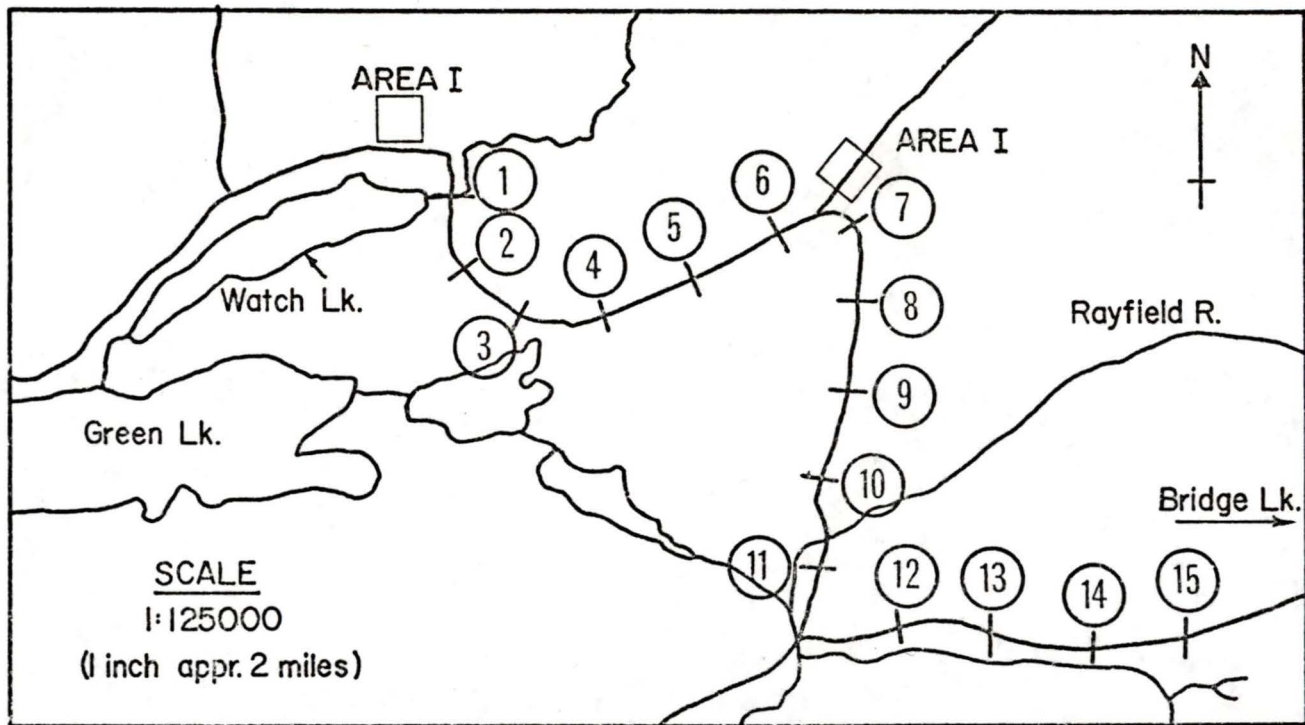 N
AREA I
AREA I
1
6
7
2
5
4
Watch Lk.
8
Rayfield R.
3
9
Green Lk.
10
Bridge Lk.
11
12
13
14
15
SCALE
1:125000
(1 inch appr. 2 miles)